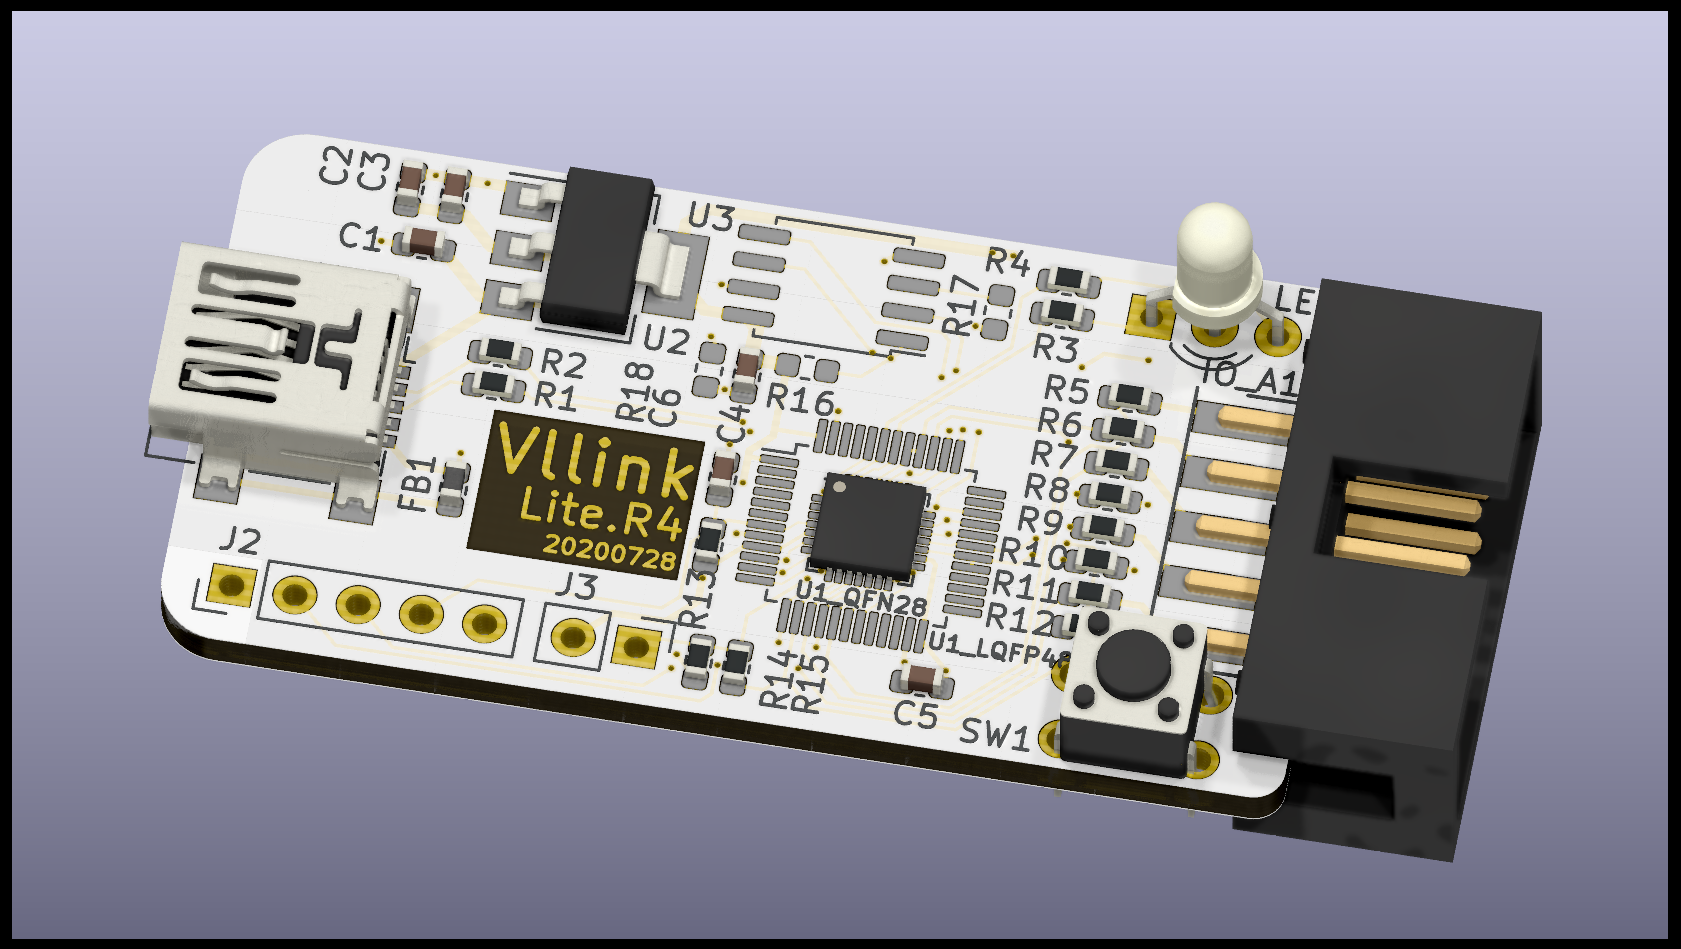 C2
C3
C1
U3
R4
R17
LE
U2
R3
R2
R1
R18
C6
C4
R16
IO_A1
R5
R6
R7
R8
R9
R10
R11
R12
FB1
Vllink
Lite.R4
20200728
J2
J3
R13
U1_QFN28
U1_LQFP48
R14
R15
C5
SW1